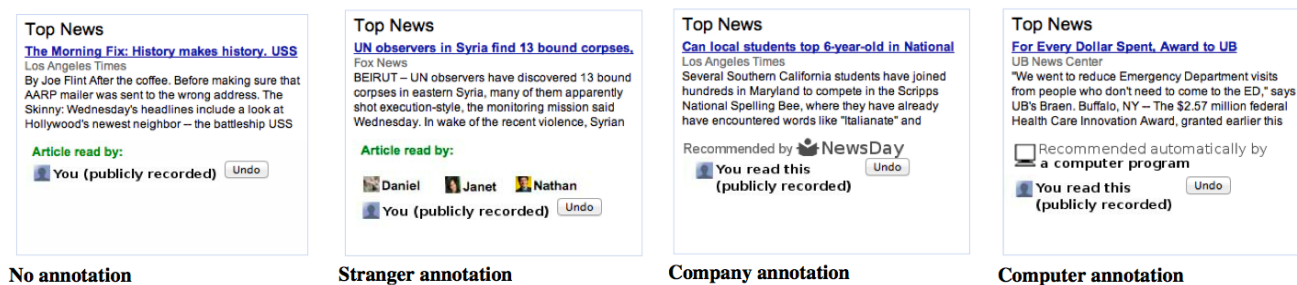 Top News
The Morning Fix: History makes history. USS
Los Angeles Times
By Joe Flint After the coffee. Before making sure that
AARP mailer was sent to the wrong address. The
Skinny: Wednesday's headlines include a look at
Hollywood's newest neighbor -- the battleship USS
Article read by:
You (publicly recorded)
Undo
No annotation
Top News
UN observers in Syria find 13 bound corpses,
Fox News
BEIRUT – UN observers have discovered 13 bound
corpses in eastern Syria, many of them apparently
shot execution-style, the monitoring mission said
Wednesday. In wake of the recent violence, Syrian
Article read by:
Daniel Janet Nathan
You (publicly recorded)
Undo
Stranger annotation
Top News
Can local students top 6-year-old in National
Los Angeles Times
Several Southern California students have joined
hundreds in Maryland to compete in the Scripps
National Spelling Bee, where they have already
have encountered words like "Italianate" and
Recommended by NewsDay
You read this
(publicly recorded)
Undo
Company annotation
Top News
For Every Dollar Spent, Award to UB
UB News Center
"We went to reduce Emergency Department visits
from people who don't need to come to the ED," says
UB's Braen. Buffalo, NY -- The $2.57 million federal
Health Care Innovation Award, granted earlier this
Recommended automatically by
a computer program
You read this
(publicly recorded)
Undo
Computer annotation